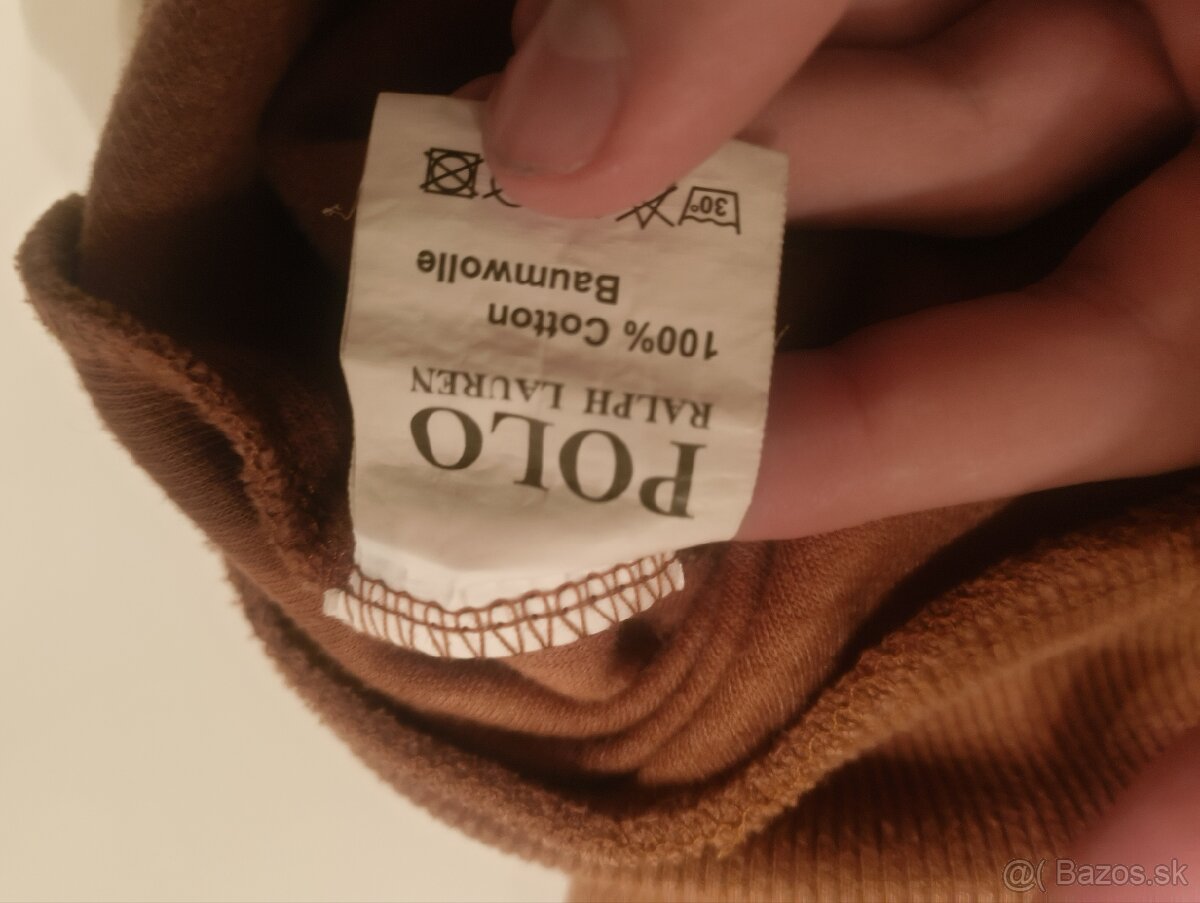 POLO
RALPH LAUREN
100% Cotton
Baumwolle
30°
@( Bazos.sk